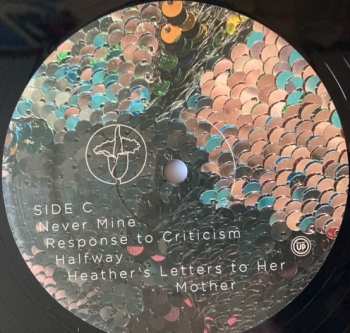 SIDE C
Never Mine
Response to Criticism
Halfway
Heather's Letters to Her
Mother
UP